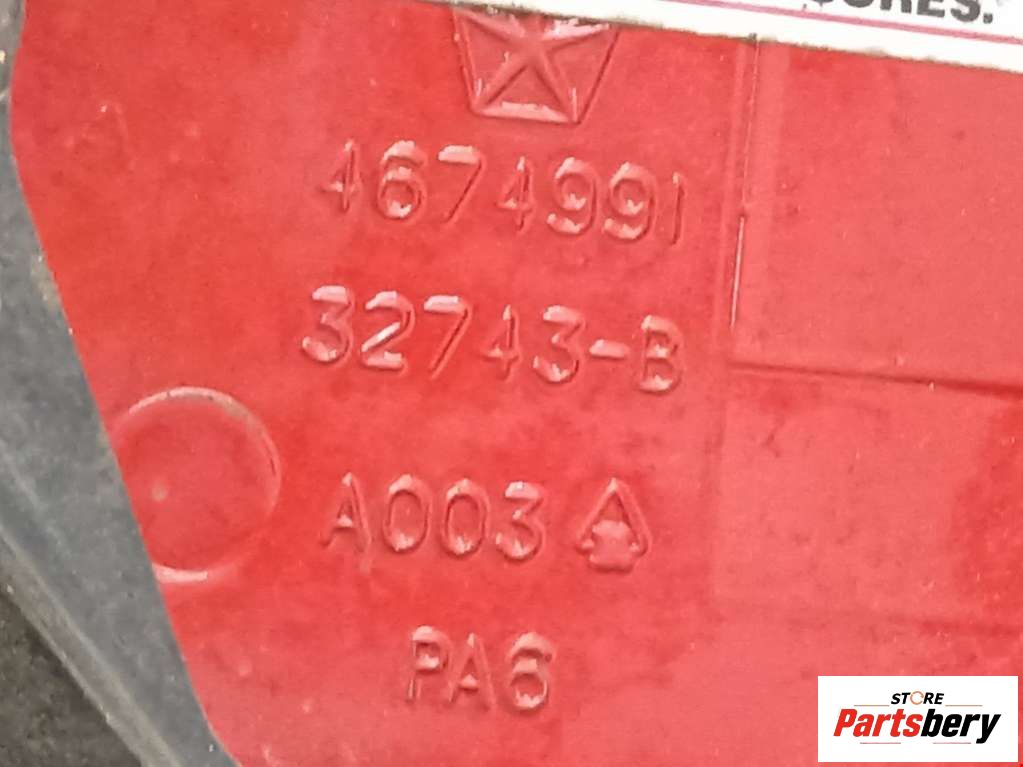 4674991
32743-B
A003
PA6
STORE
Partsbery